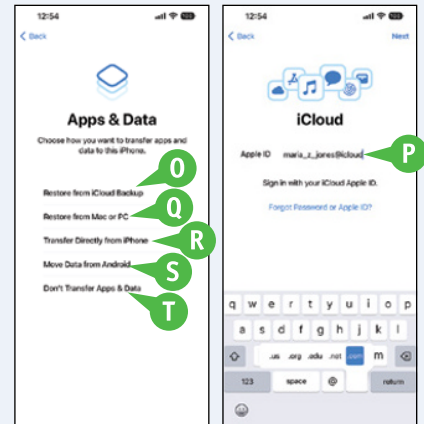 12:54
Back
Apps & Data
Choose how you want to transfer apps and
data to this iPhone.
Restore from iCloud Backup
Restore from Mac or PC
Transfer Directly from iPhone
Move Data from Android
Don't Transfer Apps & Data
O
Q
R
S
T
12:54
Back
Next
iCloud
Apple ID maria_z_jones@icloud
P
Sign in with your iCloud Apple ID.
Forgot Password or Apple ID?
q w e r t y u i o p
a s d f g h j k l
.us .org .edu .net .com m
123 space @ return